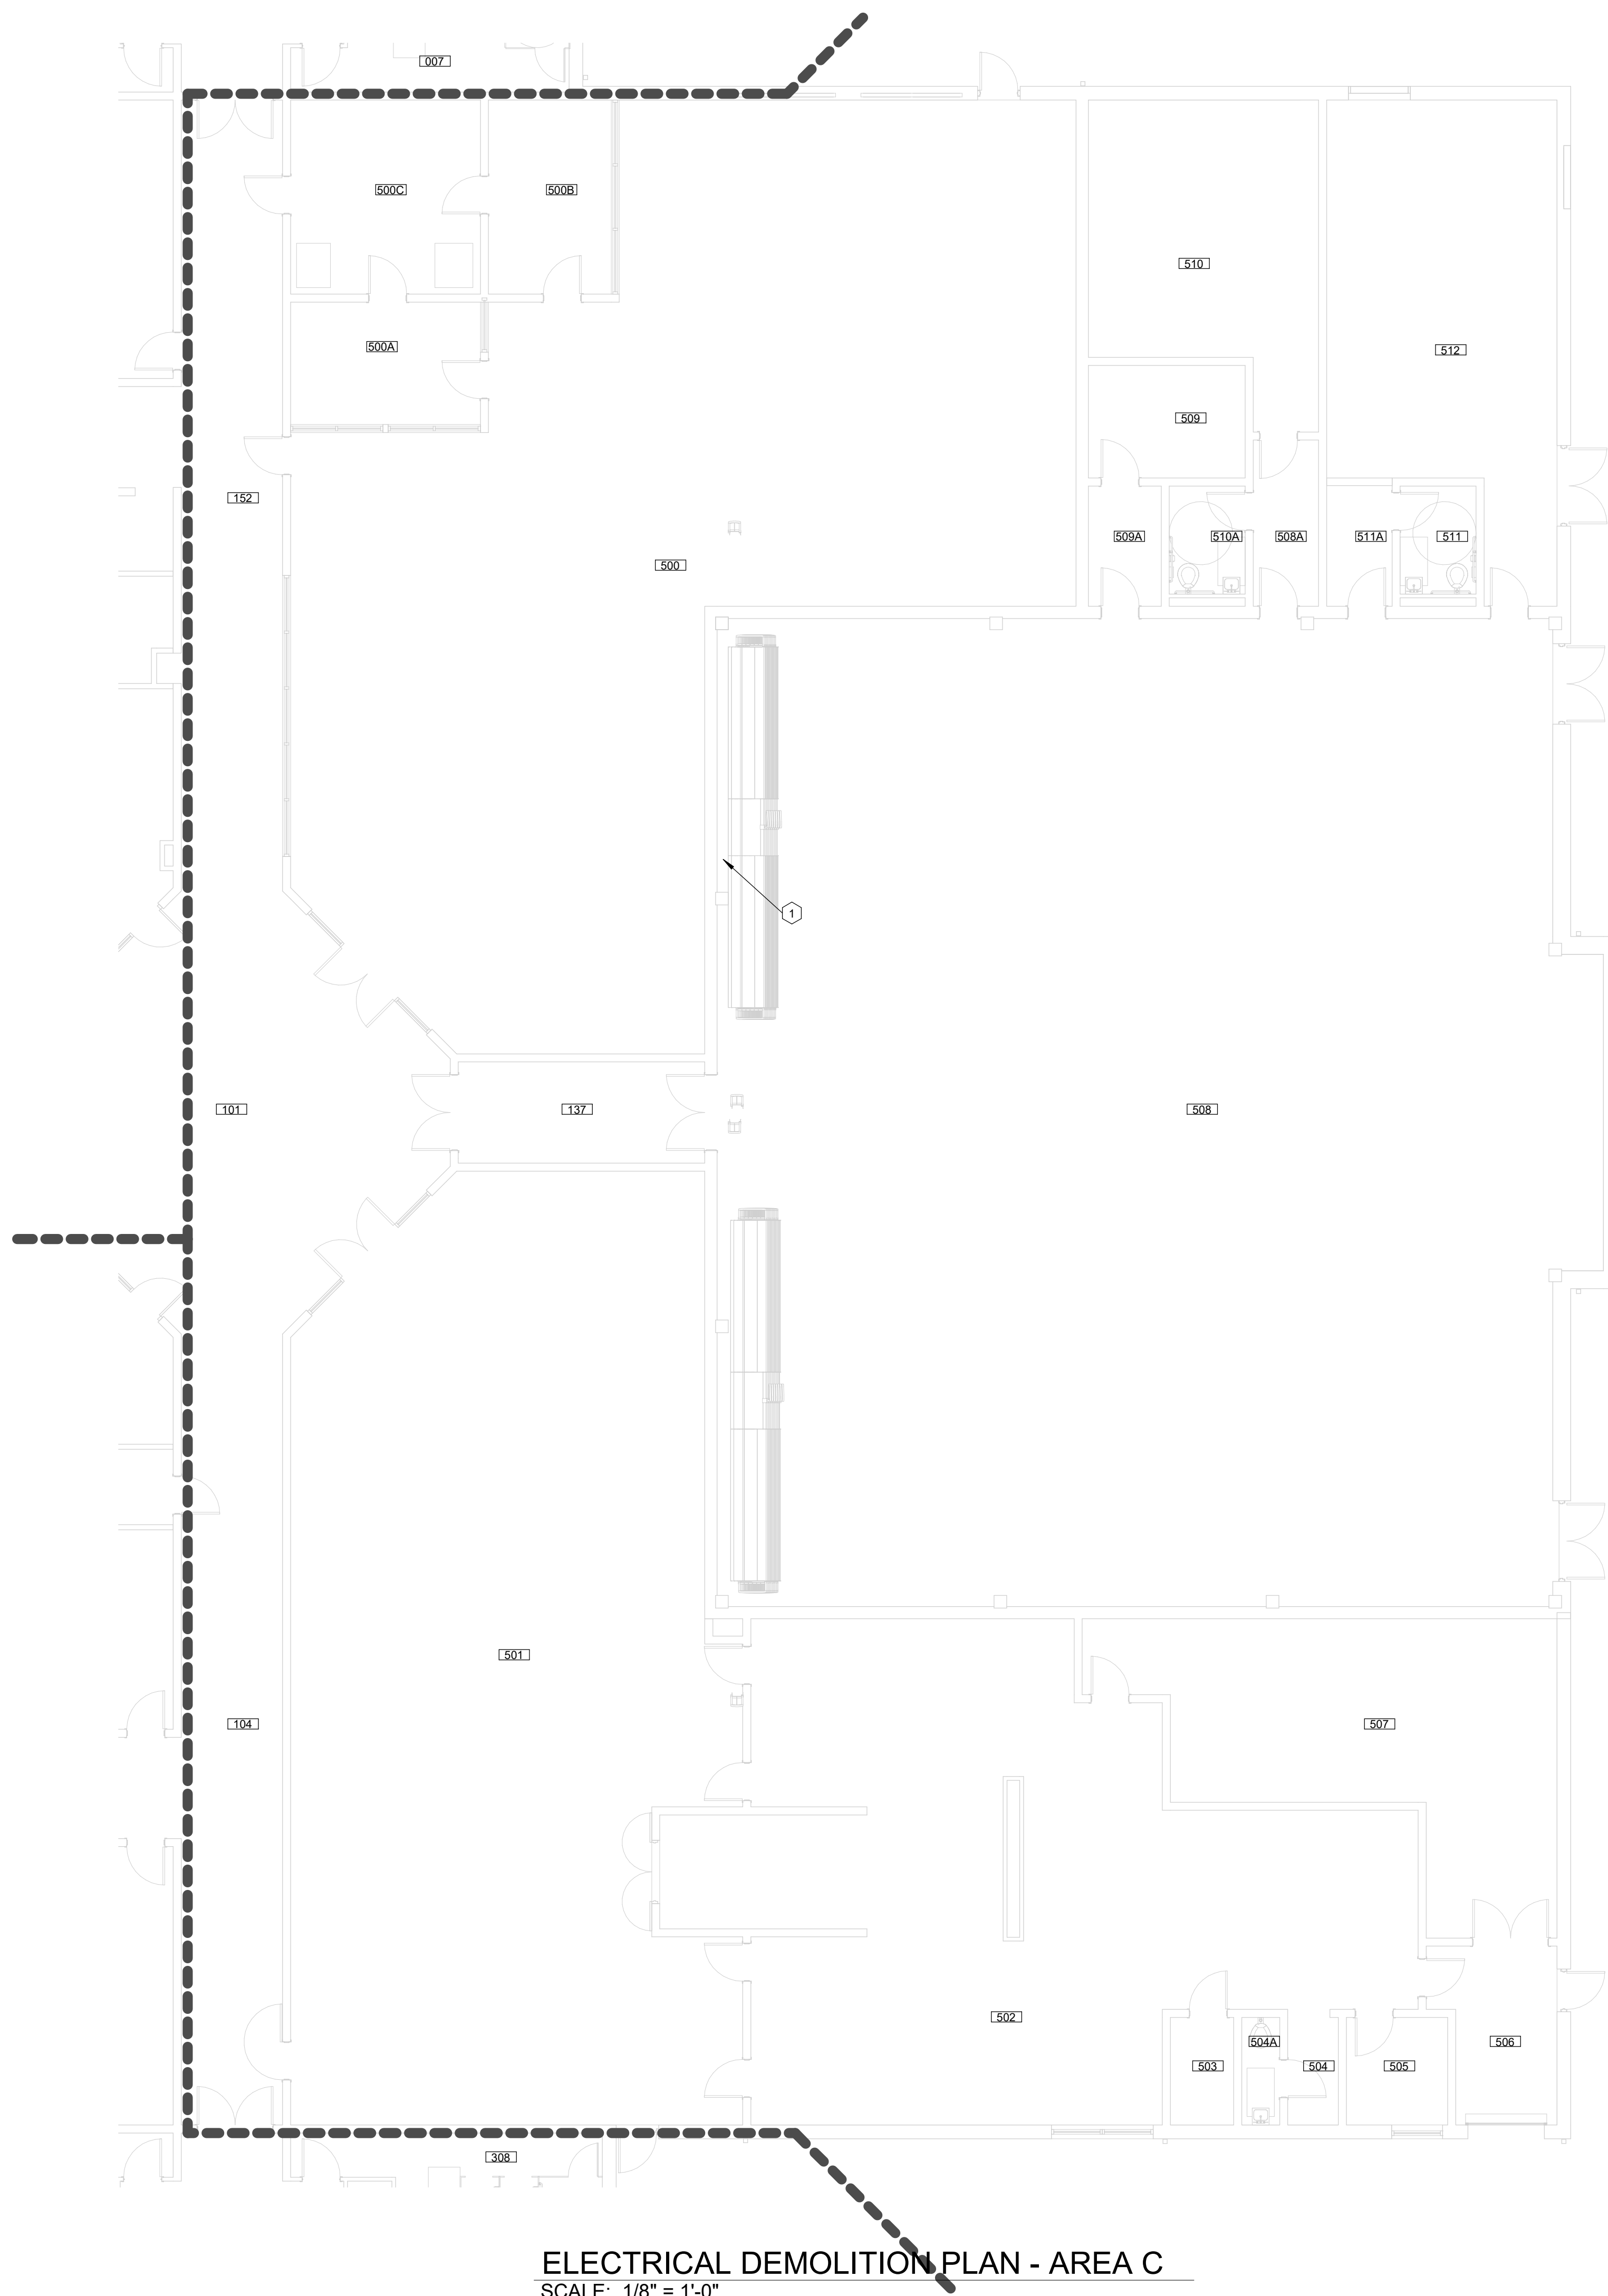 007
500C
500B
510
500A
512
509
152
509A
510A
508A
511A
511
500
1
101
137
508
501
104
507
502
504A
506
503
504
505
308
ELECTRICAL DEMOLITION PLAN - AREA C
SCALE: 1/8" = 1'-0"